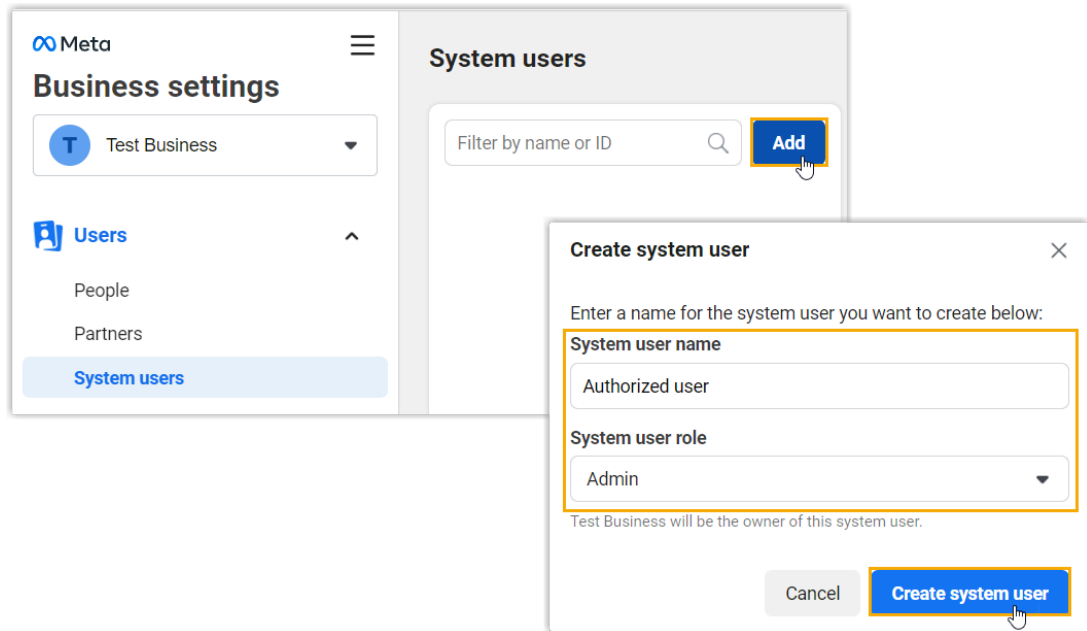 Meta
Business settings
T
Test Business
Users
People
Partners
System users
System users
Filter by name or ID
Add
Create system user
Enter a name for the system user you want to create below:
System user name
Authorized user
System user role
Admin
Test Business will be the owner of this system user.
Cancel
Create system user